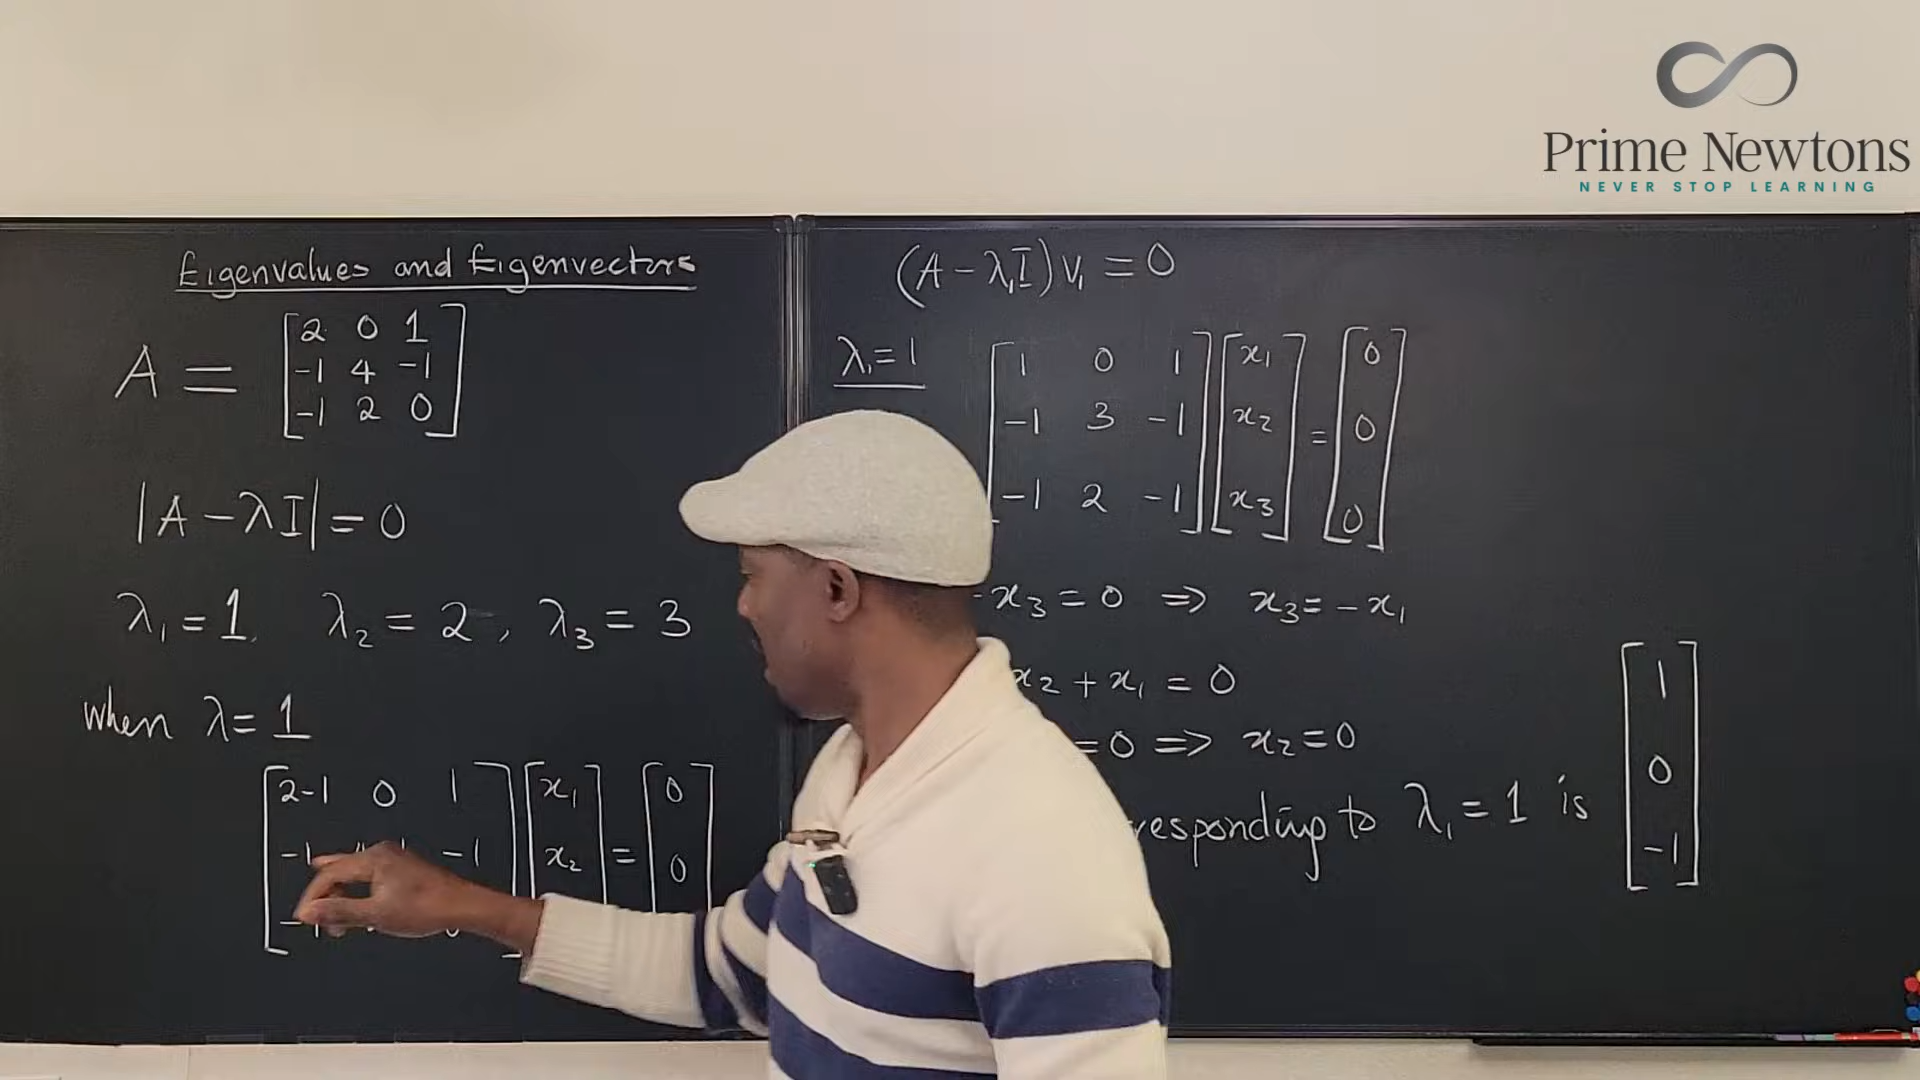 Prime Newtons
NEVER STOP LEARNING
Eigenvalues and Eigenvectors
A = [2 0 1
-1 4 -1
-1 2 0]
|A - λI| = 0
λ₁ = 1, λ₂ = 2, λ₃ = 3
when λ = 1
[2-1 0 1] [x₁] = [0]
-1 -1 x₂ 0
(A - λ₁I)v₁ = 0
λ₁ = 1
[1 0 1] [x₁] = [0]
-1 3 -1 x₂ 0
-1 2 -1 x₃ 0
x₃ = 0 ⇒ x₃ = -x₁
x₂ + x₁ = 0
= 0 ⇒ x₂ = 0
responding to λ₁ = 1 is
[1
0
-1]